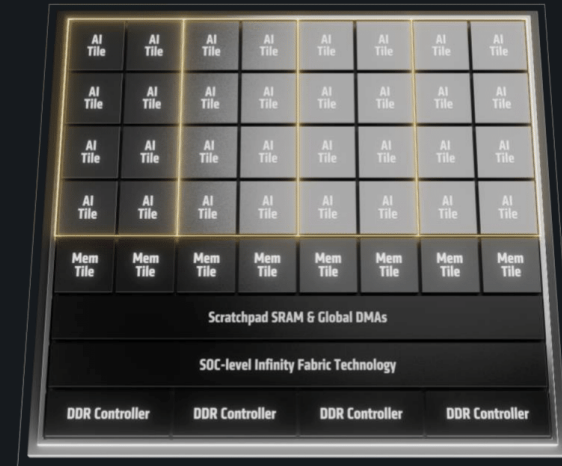 AI AI AI AI AI AI AI AI
Tile Tile Tile Tile Tile Tile Tile Tile
AI AI AI AI AI AI AI AI
Tile Tile Tile Tile Tile Tile Tile Tile
AI AI AI AI AI AI AI AI
Tile Tile Tile Tile Tile Tile Tile Tile
AI AI AI AI AI AI AI AI
Tile Tile Tile Tile Tile Tile Tile Tile
Mem Mem Mem Mem Mem Mem Mem Mem
Tile Tile Tile Tile Tile Tile Tile Tile
Scratchpad SRAM & Global DMAs
SOC-level Infinity Fabric Technology
DDR Controller DDR Controller DDR Controller DDR Controller